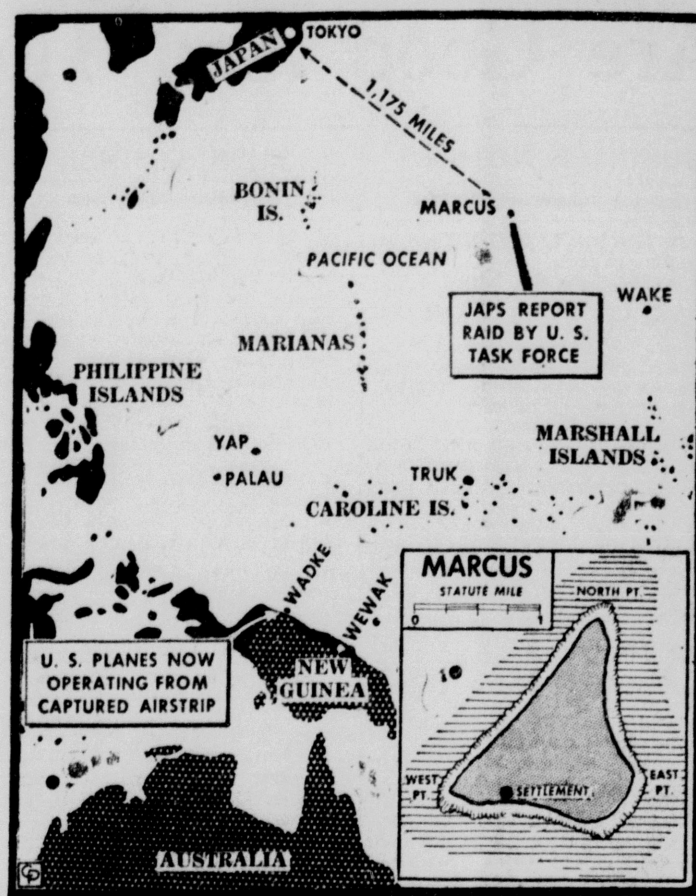 TOKYO
JAPAN
1,175 MILES
BONIN
IS.
MARCUS
PACIFIC OCEAN
JAPS REPORT
RAID BY U. S.
TASK FORCE
WAKE
MARIANAS
PHILIPPINE
ISLANDS
MARSHALL
ISLANDS
YAP
PALAU
TRUK
CAROLINE IS.
WADKE
WEWAK
U. S. PLANES NOW
OPERATING FROM
CAPTURED AIRSTRIP
NEW
GUINEA
AUSTRALIA
CP
MARCUS
STATUTE MILE
0 1
NORTH PT.
WEST
PT.
SETTLEMENT
EAST
PT.